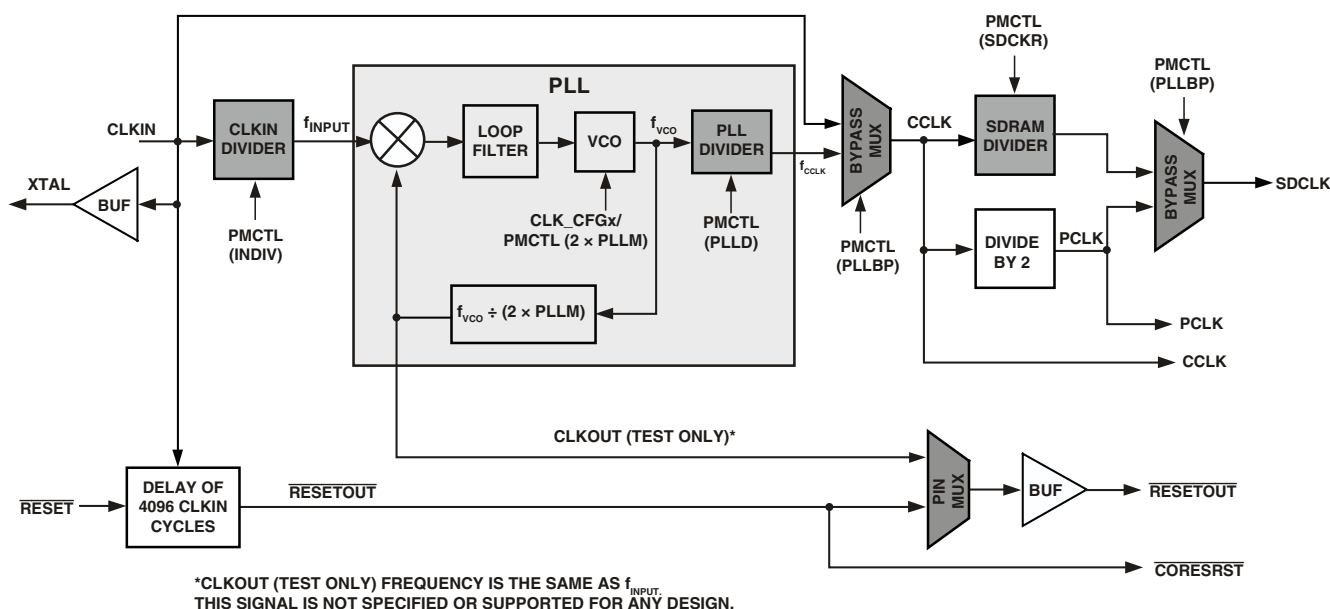 PMCTL
(SDCKR)
PMCTL
(PLLBP)
PLL
CLKIN
CLKIN
DIVIDER
fINPUT
LOOP
FILTER
VCO
fVCO
PLL
DIVIDER
fCCLK
BYPASS
MUX
CCLK
SDRAM
DIVIDER
BYPASS
MUX
SDCLK
XTAL
BUF
PMCTL
(INDIV)
CLK_CFGx/
PMCTL (2 × PLLM)
PMCTL
(PLLD)
PMCTL
(PLLBP)
DIVIDE
BY 2
PCLK
fVCO ÷ (2 × PLLM)
PCLK
CCLK
CLKOUT (TEST ONLY)*
RESET
DELAY OF
4096 CLKIN
CYCLES
RESETOUT
PIN
MUX
BUF
RESETOUT
CORESRST
*CLKOUT (TEST ONLY) FREQUENCY IS THE SAME AS fINPUT.
THIS SIGNAL IS NOT SPECIFIED OR SUPPORTED FOR ANY DESIGN.